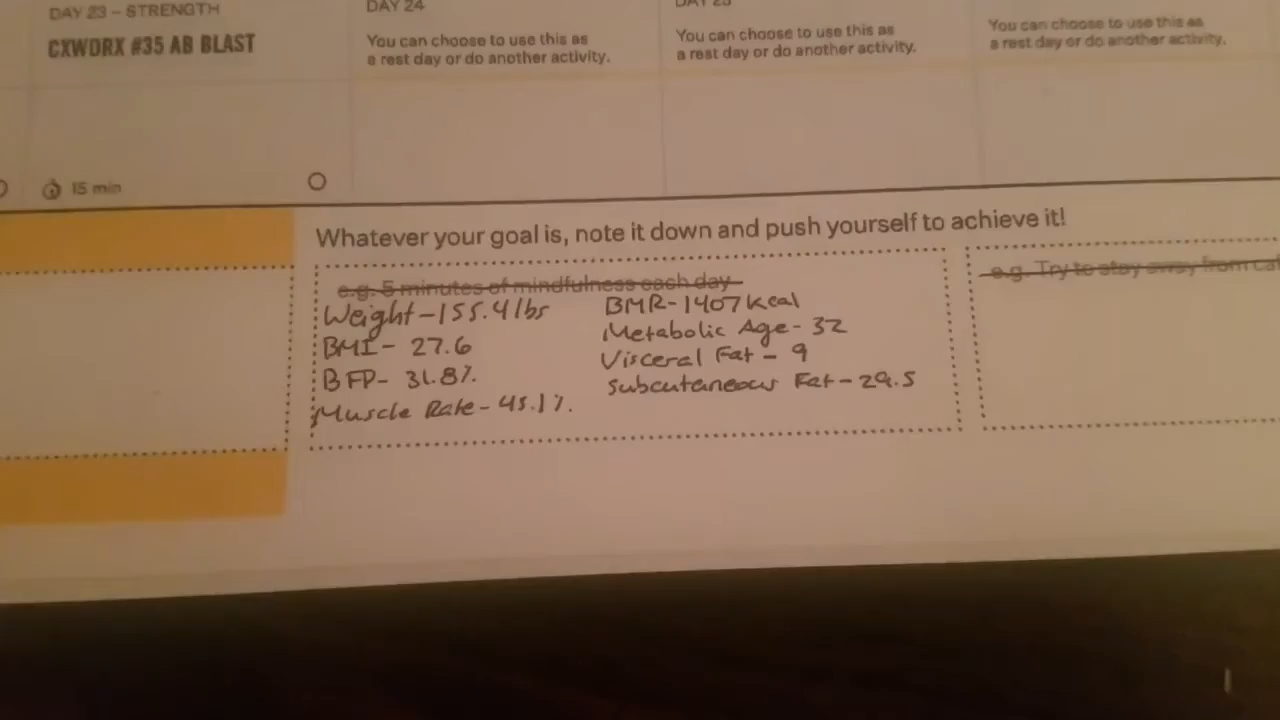 DAY 23 – STRENGTH
CXWORX #35 AB BLAST
15 min
DAY 24
You can choose to use this as
a rest day or do another activity.
DAY 25
You can choose to use this as
a rest day or do another activity.
You can choose to use this as
a rest day or do another activity.
Whatever your goal is, note it down and push yourself to achieve it!
e.g. 5 minutes of mindfulness each day
Weight-155.4lbs
BMI- 27.6
BFP- 31.8%
Muscle Rate-45.1%.
BMR-1407Kcal
Metabolic Age- 32
Visceral Fat - 9
Subcutaneous Fat-29.5
e.g. Try to stay away from